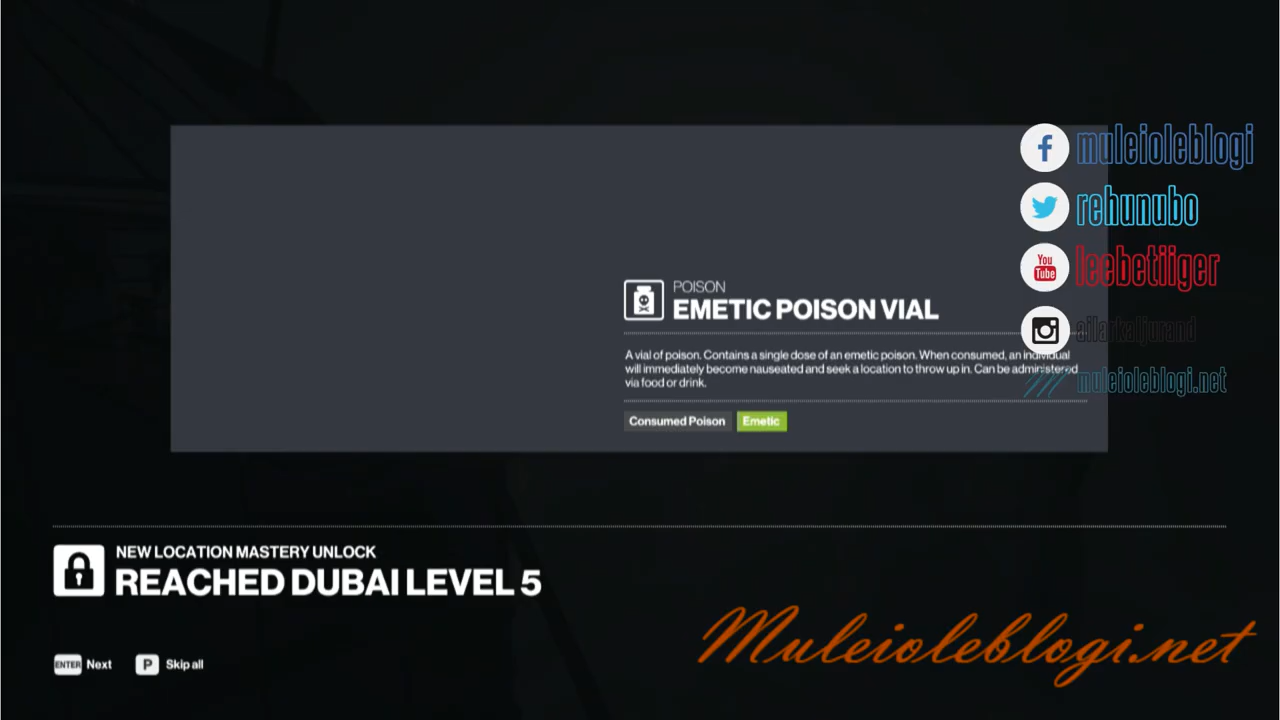 muleioleblogi
rehunubo
You
Tube
leebetiiger
ailarkaljurand
muleioleblogi.net
POISON
EMETIC POISON VIAL
A vial of poison. Contains a single dose of an emetic poison. When consumed, an individual
will immediately become nauseated and seek a location to throw up in. Can be administered
via food or drink.
Consumed Poison
Emetic
NEW LOCATION MASTERY UNLOCK
REACHED DUBAI LEVEL 5
Muleioleblogi.net
ENTER Next
P Skip all